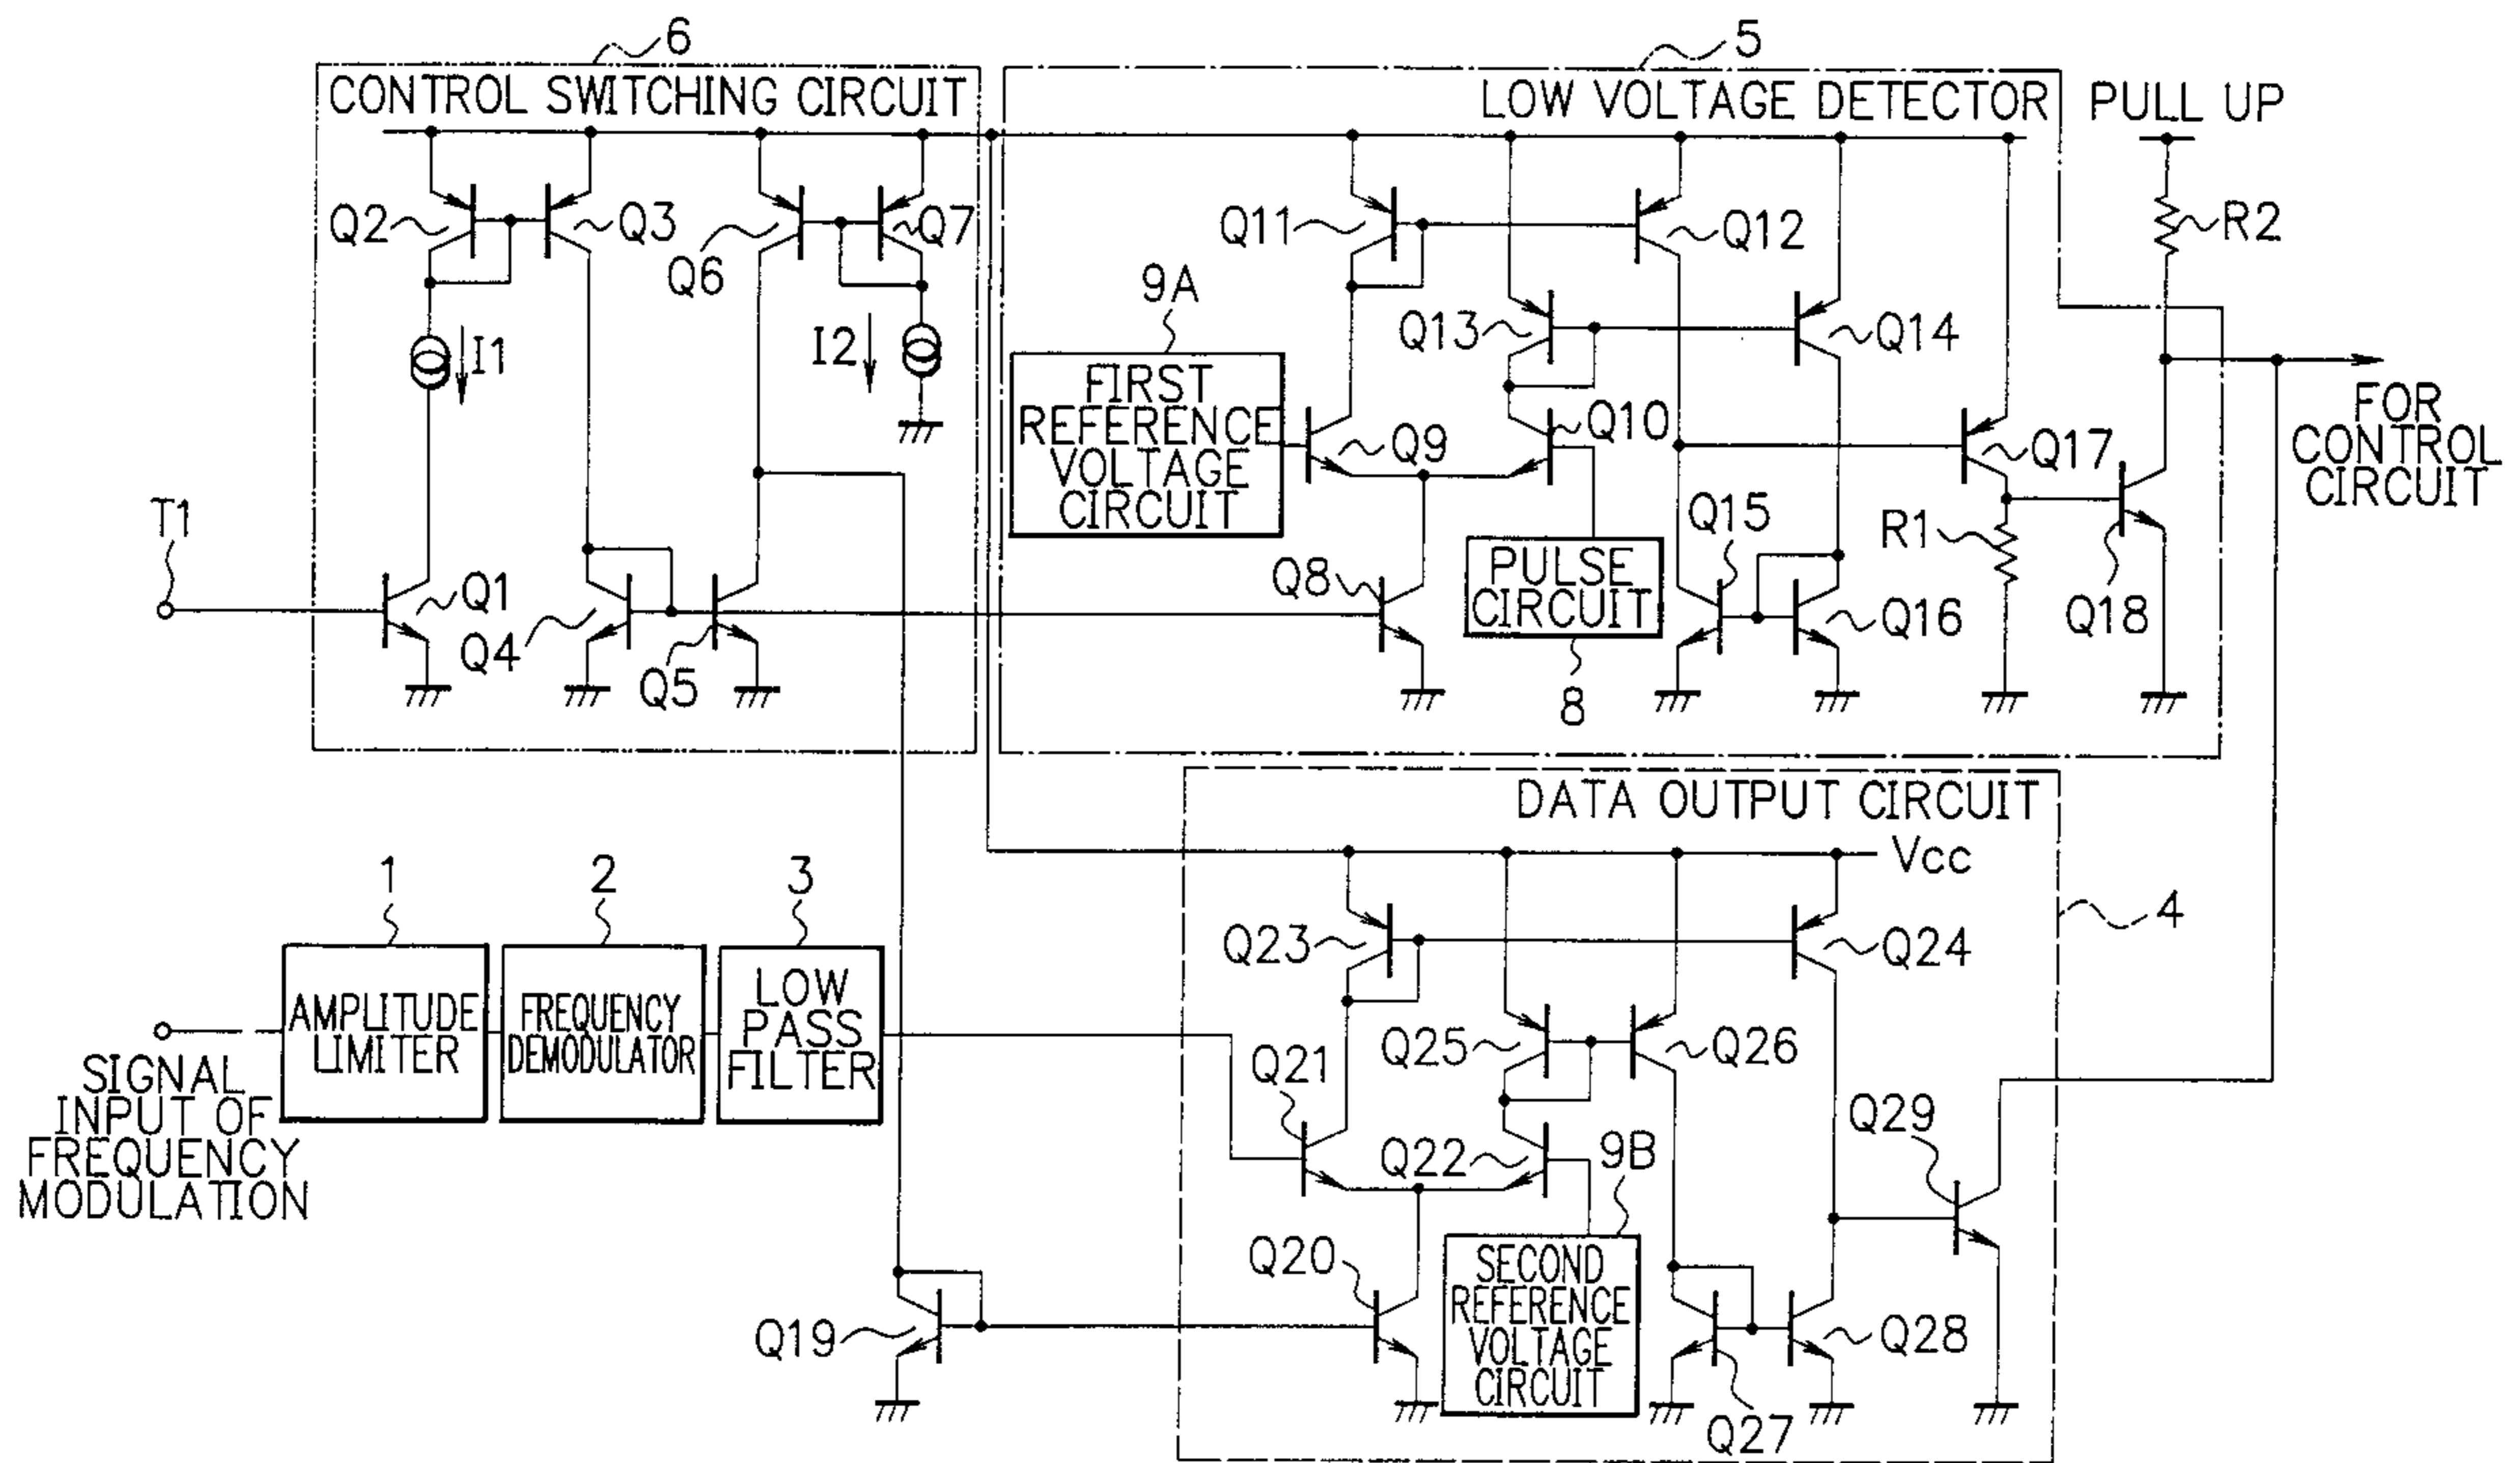 6
5
CONTROL SWITCHING CIRCUIT
LOW VOLTAGE DETECTOR
PULL UP
Q2
Q3
Q6
Q7
Q11
Q12
R2
9A
I1
I2
Q13
Q14
FIRST
REFERENCE
VOLTAGE
CIRCUIT
Q9
Q10
Q17
FOR
CONTROL
CIRCUIT
T1
Q1
Q4
Q5
Q8
PULSE
CIRCUIT
8
Q15
Q16
R1
Q18
DATA OUTPUT CIRCUIT
Vcc
1
2
3
4
AMPLITUDE
LIMITER
FREQUENCY
DEMODULATOR
LOW
PASS
FILTER
SIGNAL
INPUT OF
FREQUENCY
MODULATION
Q23
Q24
Q25
Q26
Q21
Q22
9B
Q29
Q19
Q20
SECOND
REFERENCE
VOLTAGE
CIRCUIT
Q27
Q28